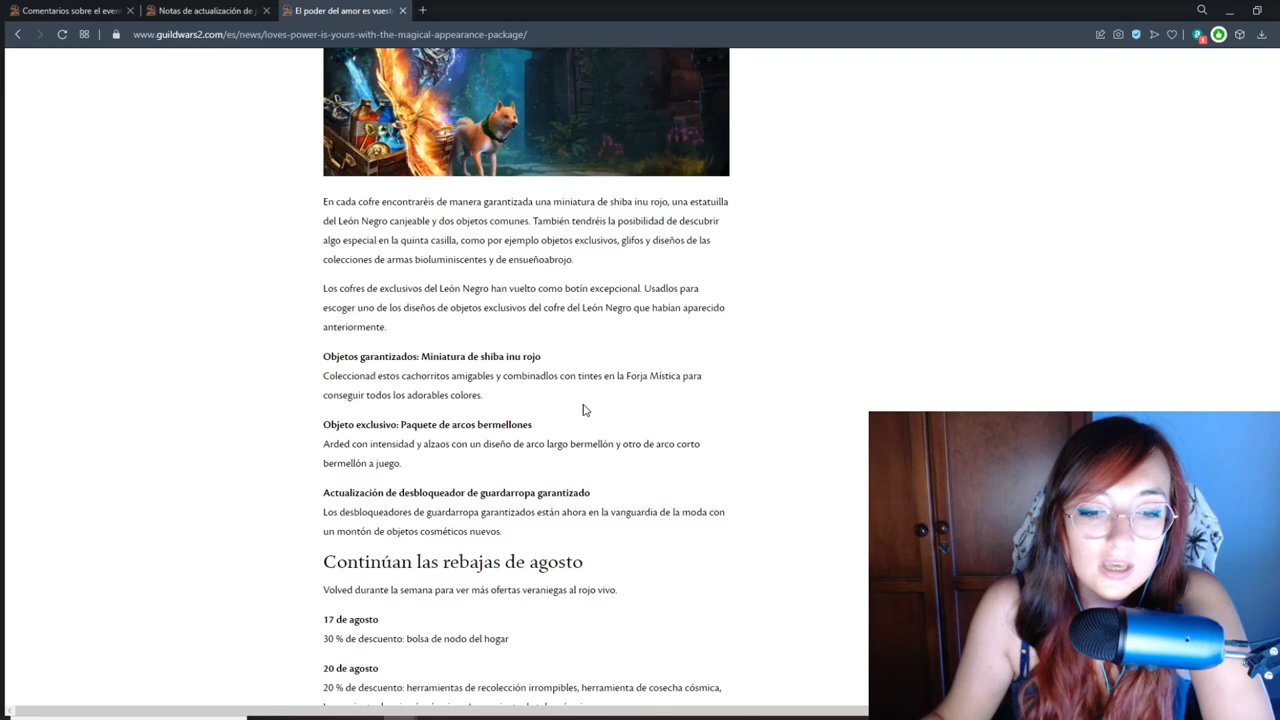 Comentarios sobre el even
Notas de actualización de j
El poder del amor es vuest
www.guildwars2.com/es/news/loves-power-is-yours-with-the-magical-appearance-package/
En cada cofre encontraréis de manera garantizada una miniatura de shiba inu rojo, una estatuilla
del León Negro canjeable y dos objetos comunes. También tendréis la posibilidad de descubrir
algo especial en la quinta casilla, como por ejemplo objetos exclusivos, glifos y diseños de las
colecciones de armas bioluminiscentes y de ensueñoabrojo.
Los cofres de exclusivos del León Negro han vuelto como botín excepcional. Usadlos para
escoger uno de los diseños de objetos exclusivos del cofre del León Negro que habían aparecido
anteriormente.
Objetos garantizados: Miniatura de shiba inu rojo
Coleccionad estos cachorritos amigables y combinadlos con tintes en la Forja Mística para
conseguir todos los adorables colores.
Objeto exclusivo: Paquete de arcos bermellones
Arded con intensidad y alzaos con un diseño de arco largo bermellón y otro de arco corto
bermellón a juego.
Actualización de desbloqueador de guardarropa garantizado
Los desbloqueadores de guardarropa garantizados están ahora en la vanguardia de la moda con
un montón de objetos cosméticos nuevos.
Continúan las rebajas de agosto
Volved durante la semana para ver más ofertas veraniegas al rojo vivo.
17 de agosto
30 % de descuento: bolsa de nodo del hogar
20 de agosto
20 % de descuento: herramientas de recolección irrompibles, herramienta de cosecha cósmica,